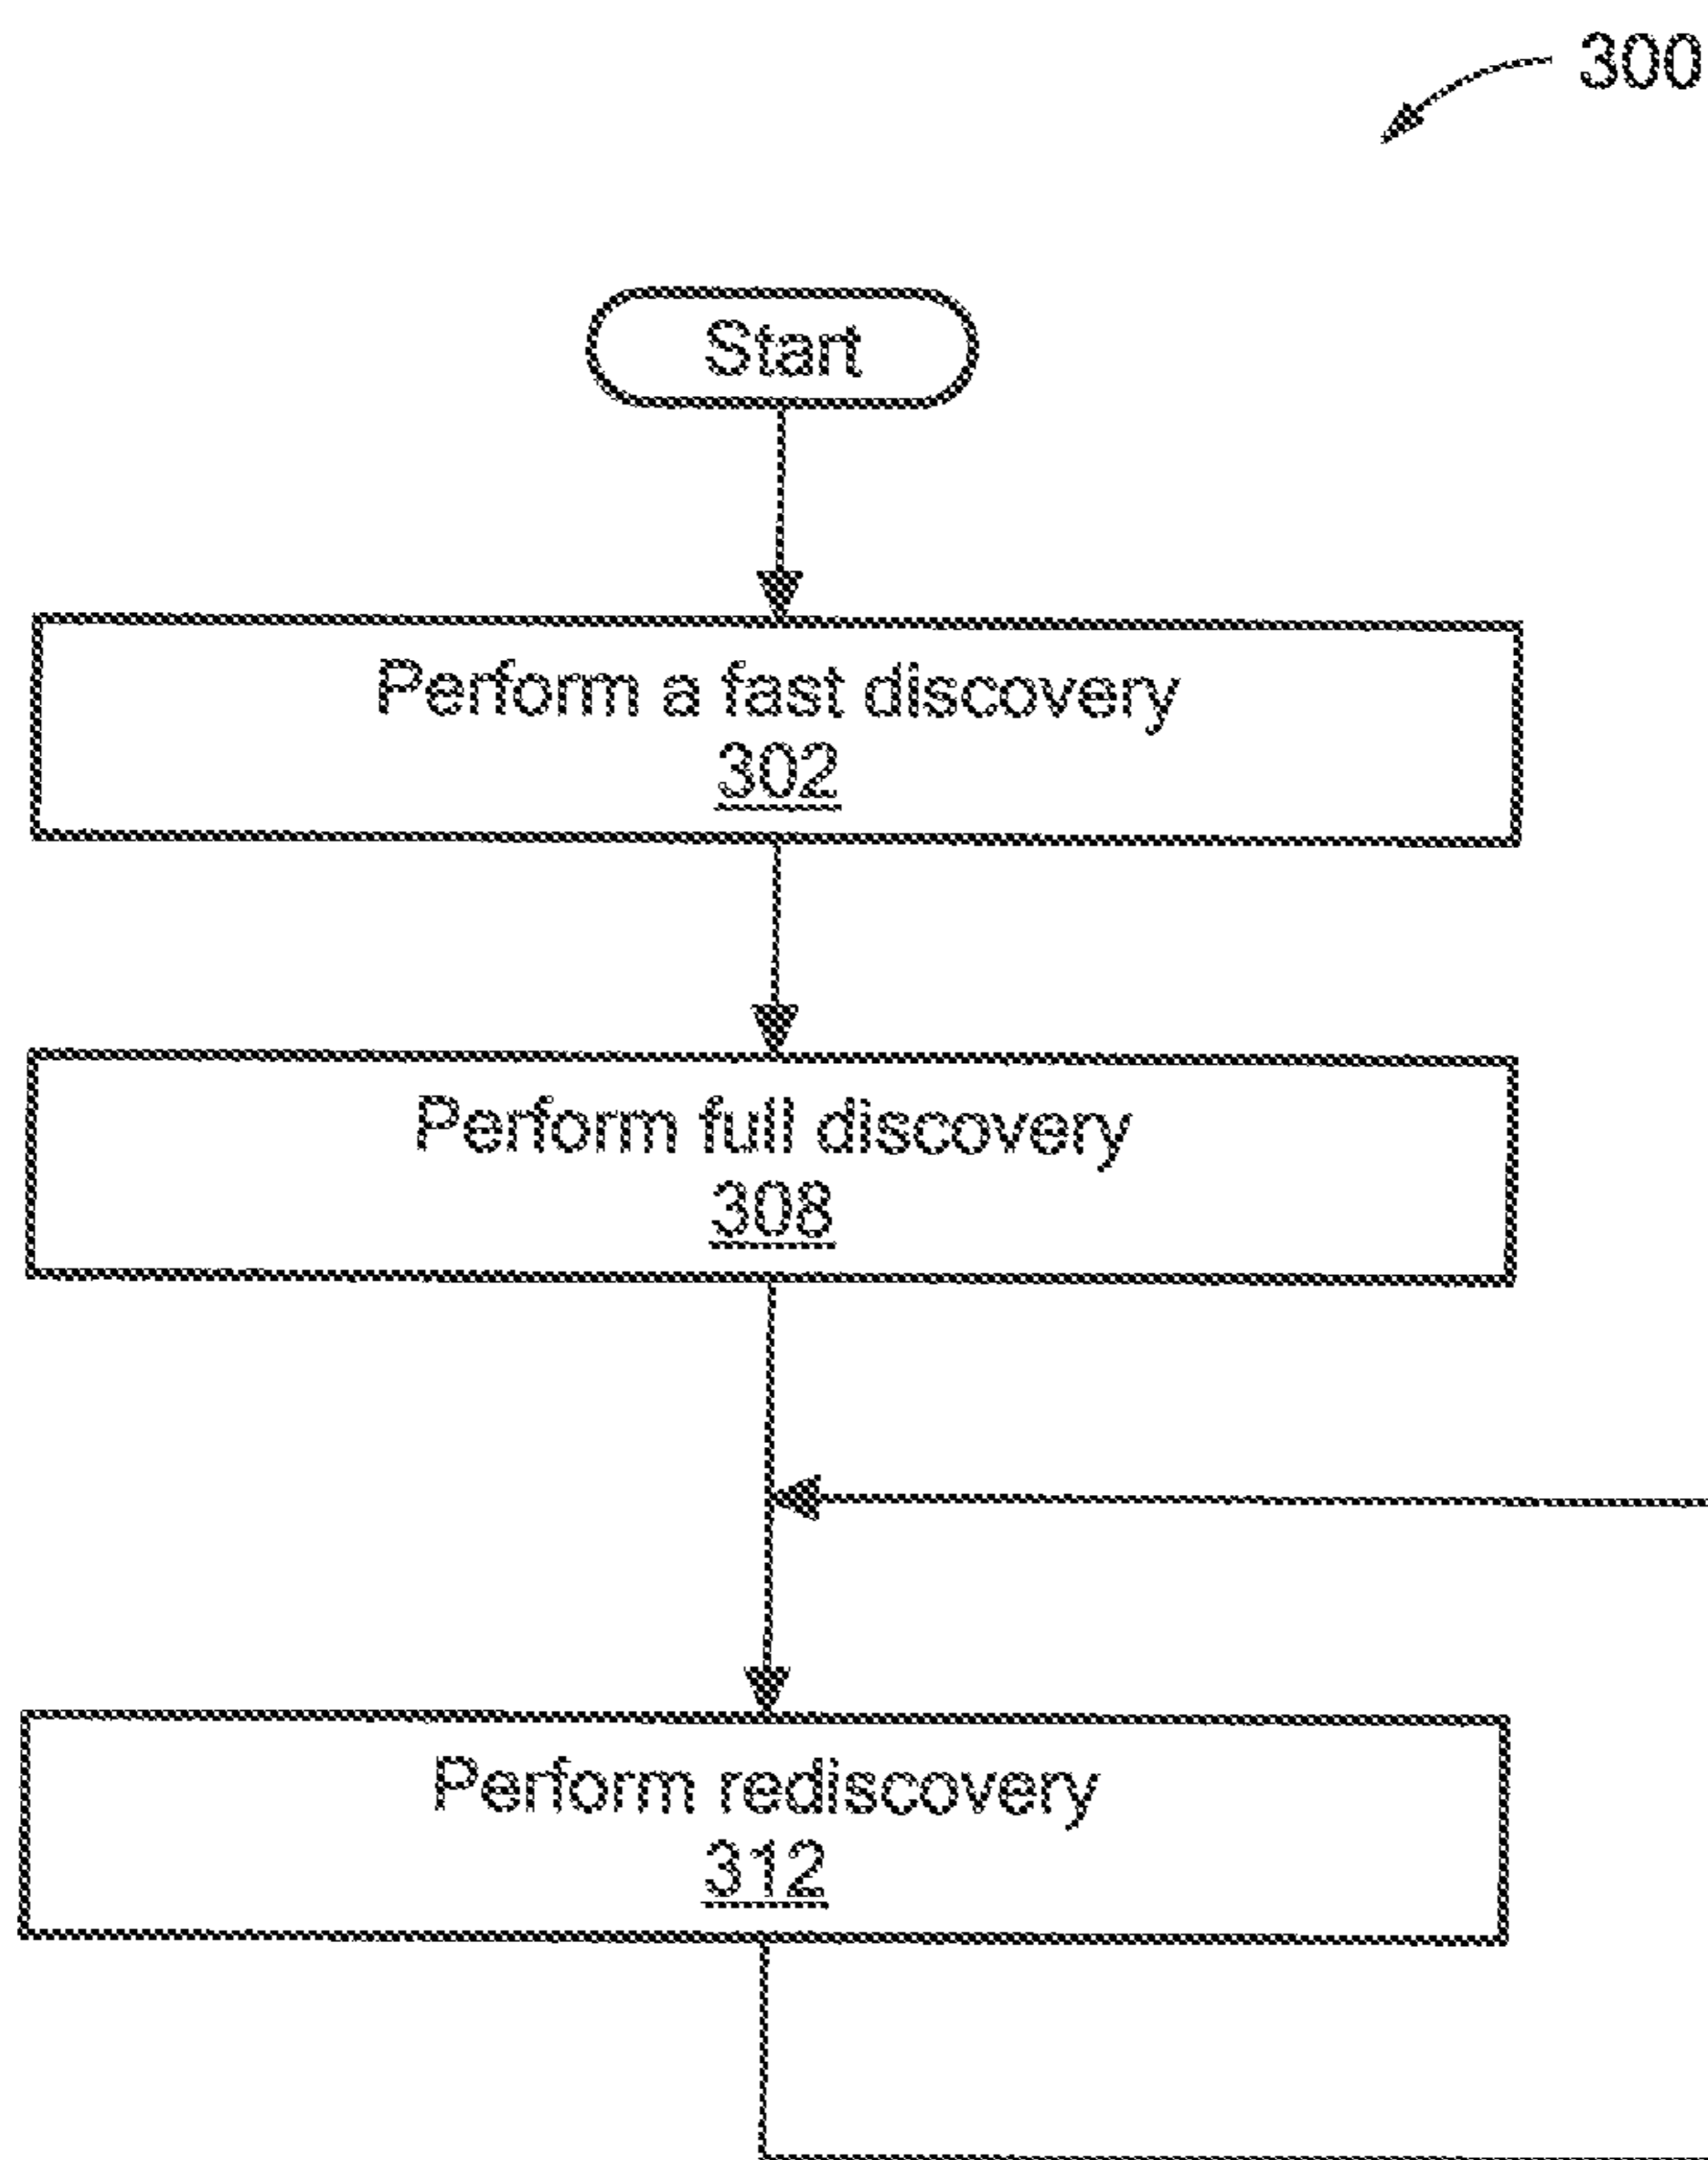 300
Start
Perform a fast discovery
302
Perform full discovery
308
Perform rediscovery
312